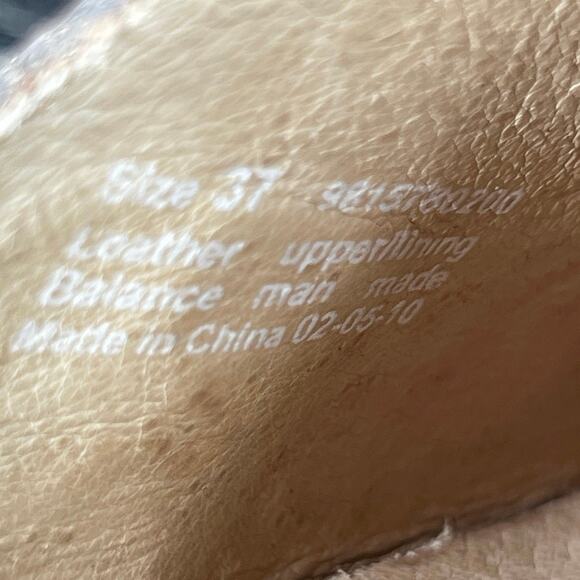 Size 37 9815780200
Leather upper/lining
Balance man made
Made in China 02-05-10